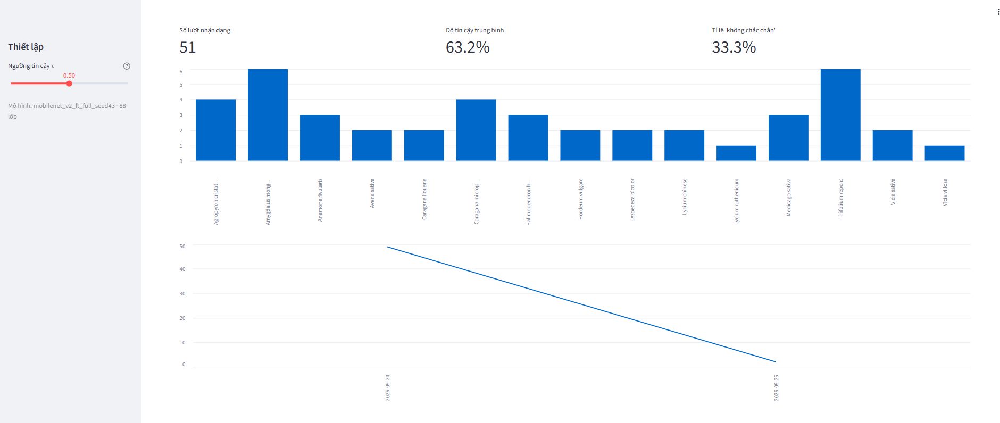 Thiết lập
Ngưỡng tin cậy τ
0.50
Mô hình: mobilenet_v2_ft_full_seed43 · 88
lớp
Số lượt nhận dạng
51
Độ tin cậy trung bình
63.2%
Tỉ lệ 'không chắc chắn'
33.3%
6
5
4
3
2
1
0
Agropyron cristat…
Amygdalus mong…
Anemone rivularis
Avena sativa
Caragana liouana
Caragana microp…
Halimodendron h…
Hordeum vulgare
Lespedeza bicolor
Lycium chinese
Lycium ruthenicum
Medicago sativa
Trifolium repens
Vicia sativa
Vicia villosa
50
40
30
20
10
0
2026-09-24
2026-09-25